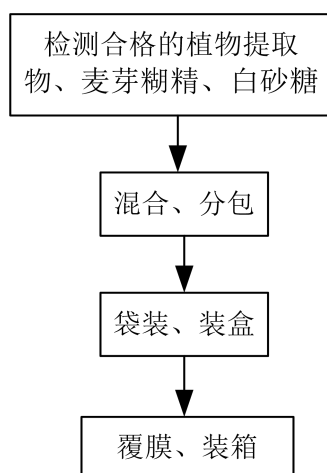 检测合格的植物提取
物、麦芽糊精、白砂糖
混合、分包
袋装、装盒
覆膜、装箱